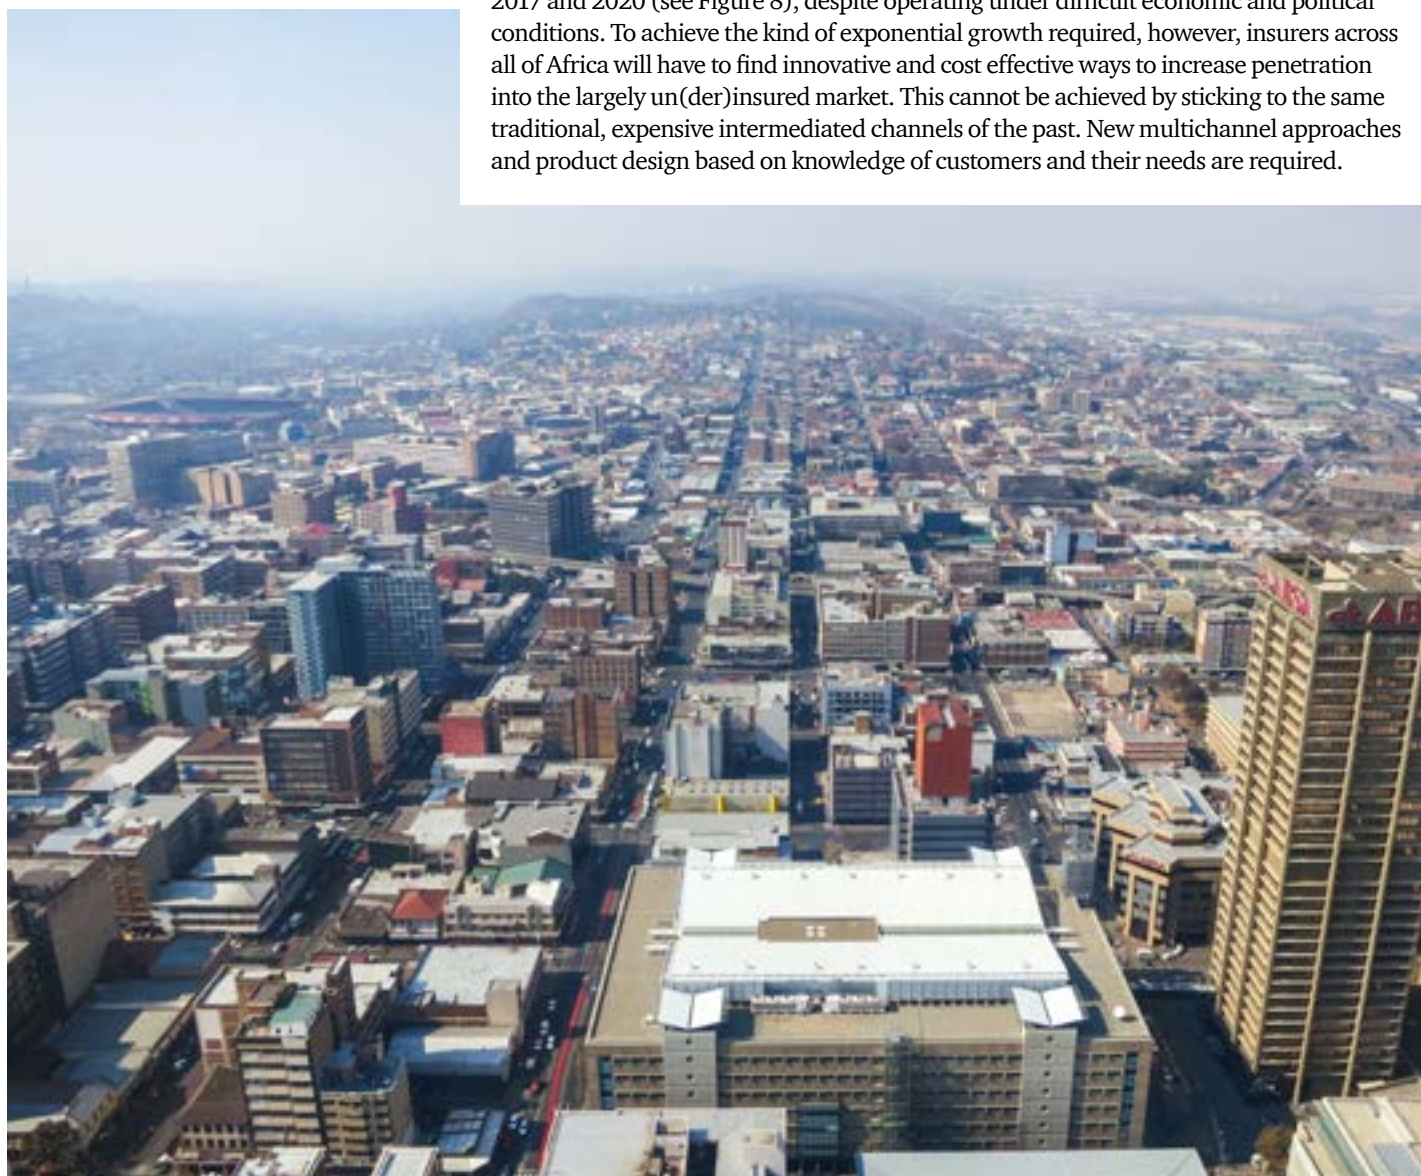 2017 and 2020 (see Figure 8), despite operating under difficult economic and political
conditions. To achieve the kind of exponential growth required, however, insurers across
all of Africa will have to find innovative and cost effective ways to increase penetration
into the largely un(der)insured market. This cannot be achieved by sticking to the same
traditional, expensive intermediated channels of the past. New multichannel approaches
and product design based on knowledge of customers and their needs are required.